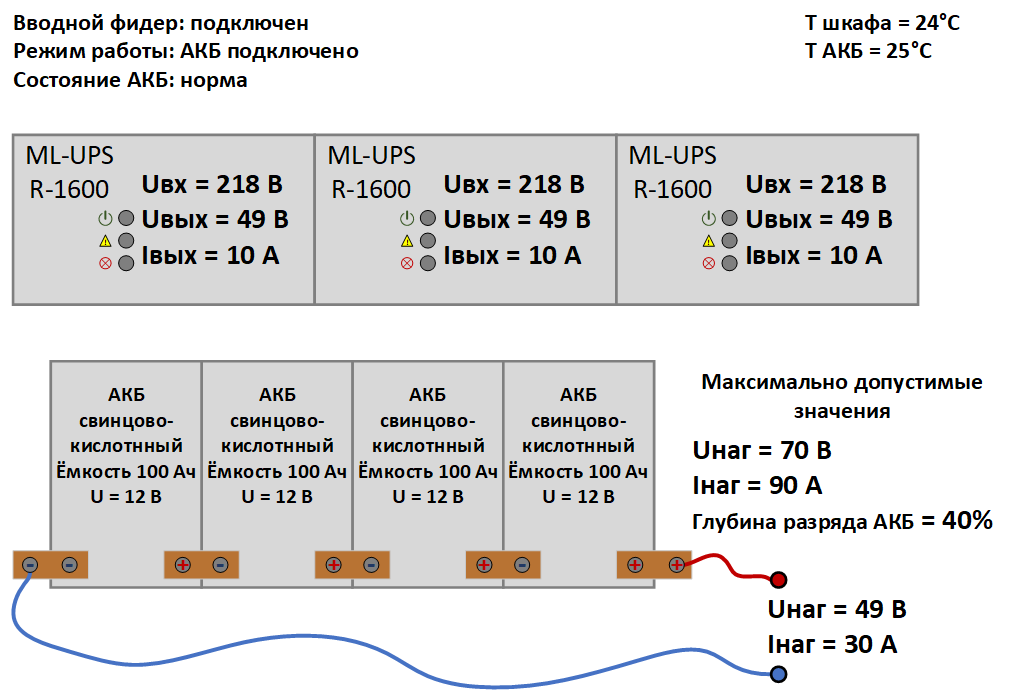 Вводной фидер: подключен
Режим работы: АКБ подключено
Состояние АКБ: норма
Т шкафа = 24°С
Т АКБ = 25°С
ML-UPS
R-1600
Uвх = 218 В
Uвых = 49 В
Iвых = 10 А
ML-UPS
R-1600
Uвх = 218 В
Uвых = 49 В
Iвых = 10 А
ML-UPS
R-1600
Uвх = 218 В
Uвых = 49 В
Iвых = 10 А
АКБ
свинцово-
кислотнный
Ёмкость 100 Ач
U = 12 В
АКБ
свинцово-
кислотнный
Ёмкость 100 Ач
U = 12 В
АКБ
свинцово-
кислотнный
Ёмкость 100 Ач
U = 12 В
АКБ
свинцово-
кислотнный
Ёмкость 100 Ач
U = 12 В
Максимально допустимые
значения
Uнаг = 70 В
Iнаг = 90 А
Глубина разряда АКБ = 40%
Uнаг = 49 В
Iнаг = 30 А